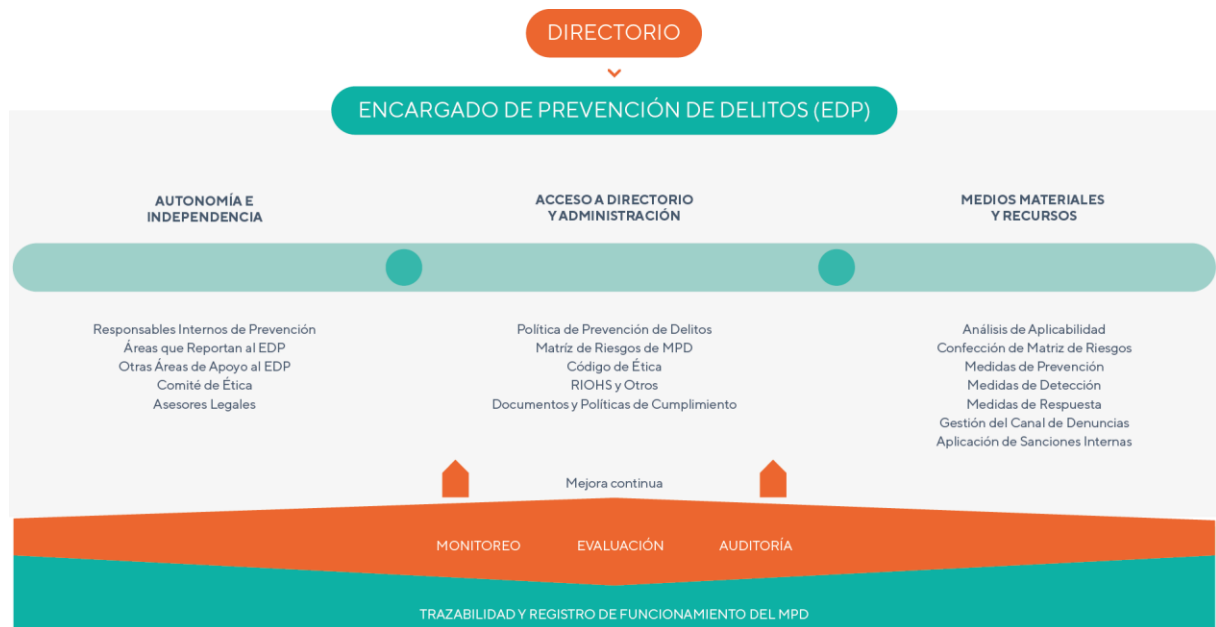 DIRECTORIO
ENCARGADO DE PREVENCIÓN DE DELITOS (EDP)
AUTONOMÍA E
INDEPENDENCIA
ACCESO A DIRECTORIO
Y ADMINISTRACIÓN
MEDIOS MATERIALES
Y RECURSOS
Responsables Internos de Prevención
Áreas que Reportan al EDP
Otras Áreas de Apoyo al EDP
Comité de Ética
Asesores Legales
Política de Prevención de Delitos
Matríz de Riesgos de MPD
Código de Ética
RIOHS y Otros
Documentos y Políticas de Cumplimiento
Análisis de Aplicabilidad
Confección de Matriz de Riesgos
Medidas de Prevención
Medidas de Detección
Medidas de Respuesta
Gestión del Canal de Denuncias
Aplicación de Sanciones Internas
Mejora continua
MONITOREO EVALUACIÓN AUDITORÍA
TRAZABILIDAD Y REGISTRO DE FUNCIONAMIENTO DEL MPD